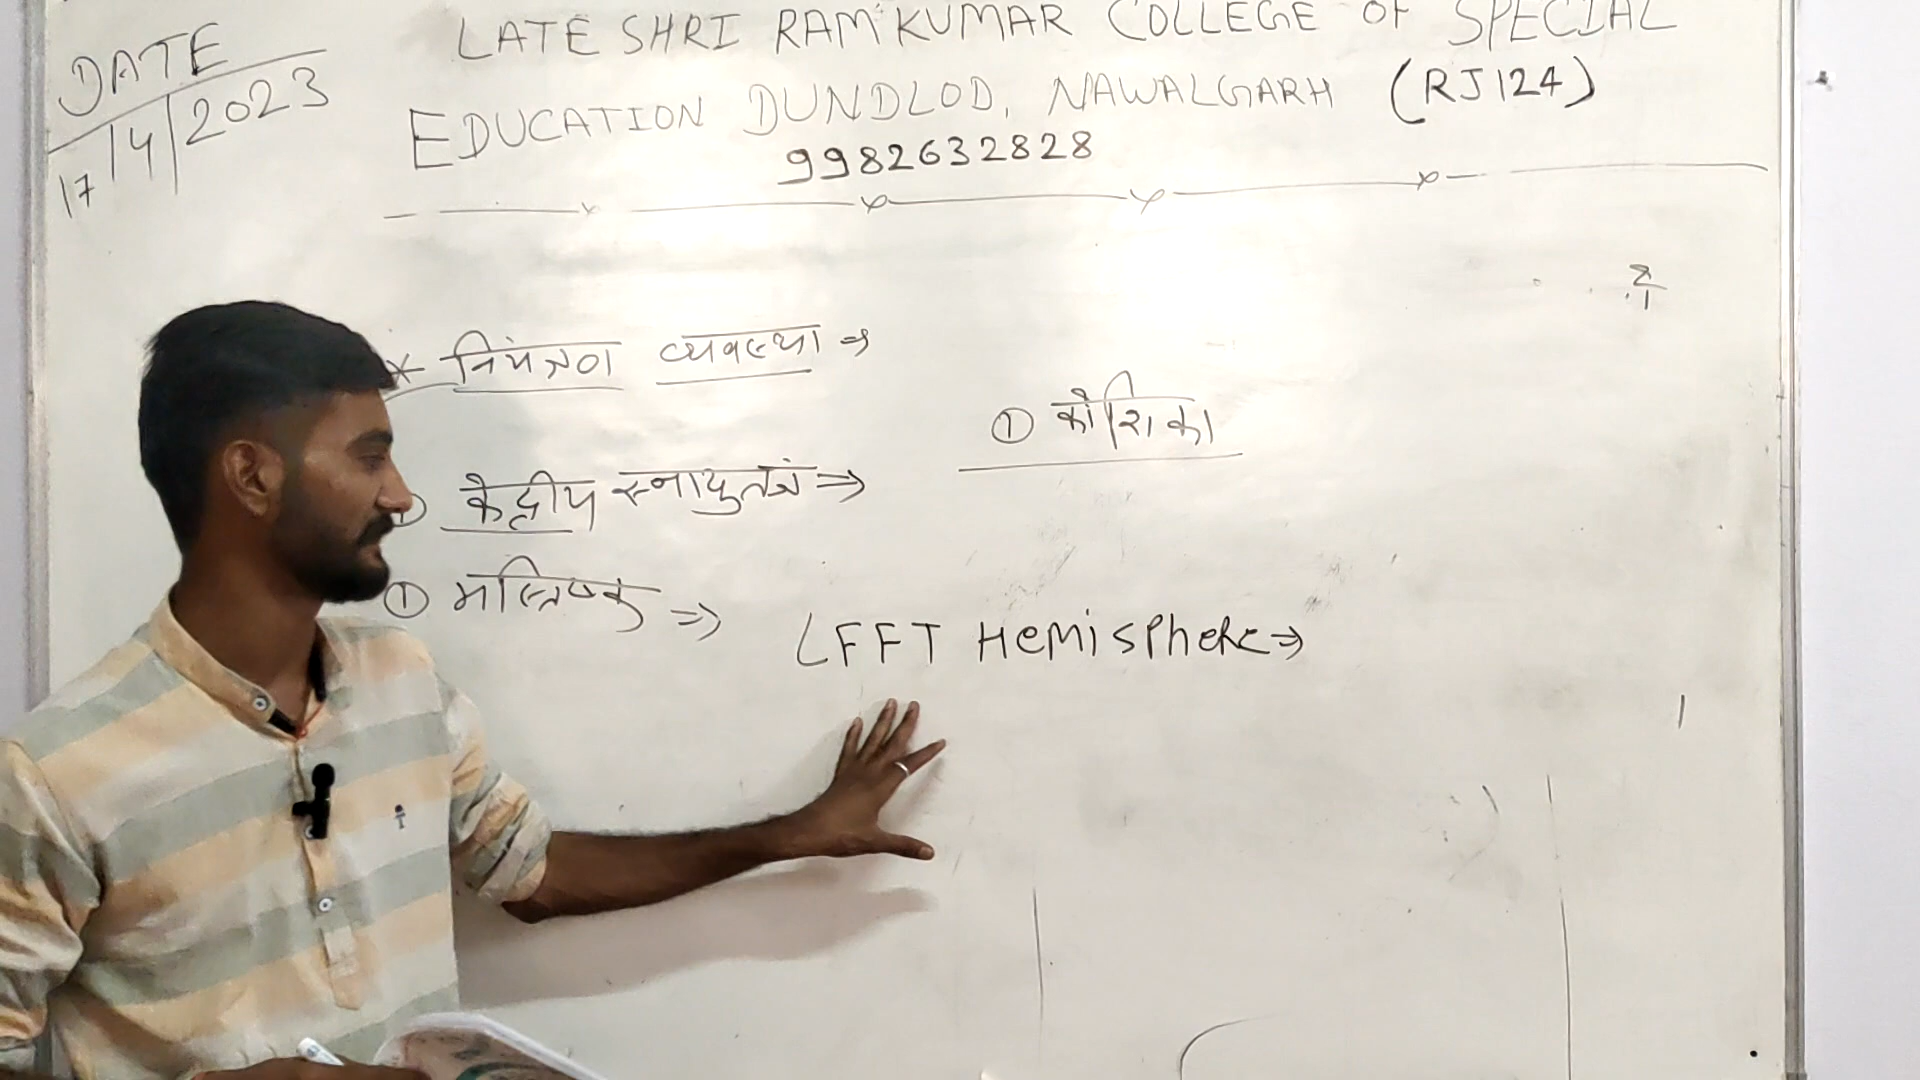 DATE
17/4/2023
LATE SHRI RAM KUMAR COLLEGE OF SPECIAL
EDUCATION DUNDLOD, NAWALGARH (RJ124)
9982632828
* नियंत्रण व्यवस्था ⇒
① कोशिका
① केद्रीय स्नायुतंत्र ⇒
① मस्तिष्क ⇒
LEFT Hemisphere ⇒